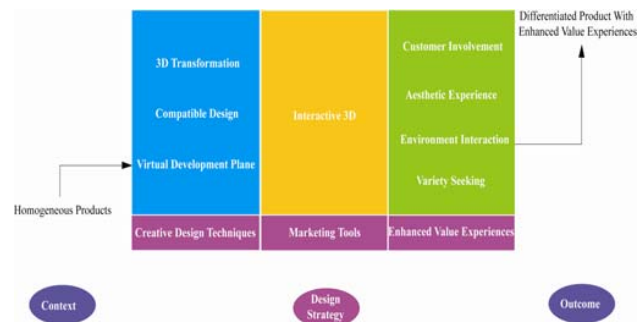 Differentiated Product With
Enhanced Value Experiences
Customer Involvement
3D Transformation
Aesthetic Experience
Compatible Design
Interactive 3D
Environment Interaction
Virtual Development Plane
Variety Seeking
Homogeneous Products
Creative Design Techniques
Marketing Tools
Enhanced Value Experiences
Context
Design
Strategy
Outcome